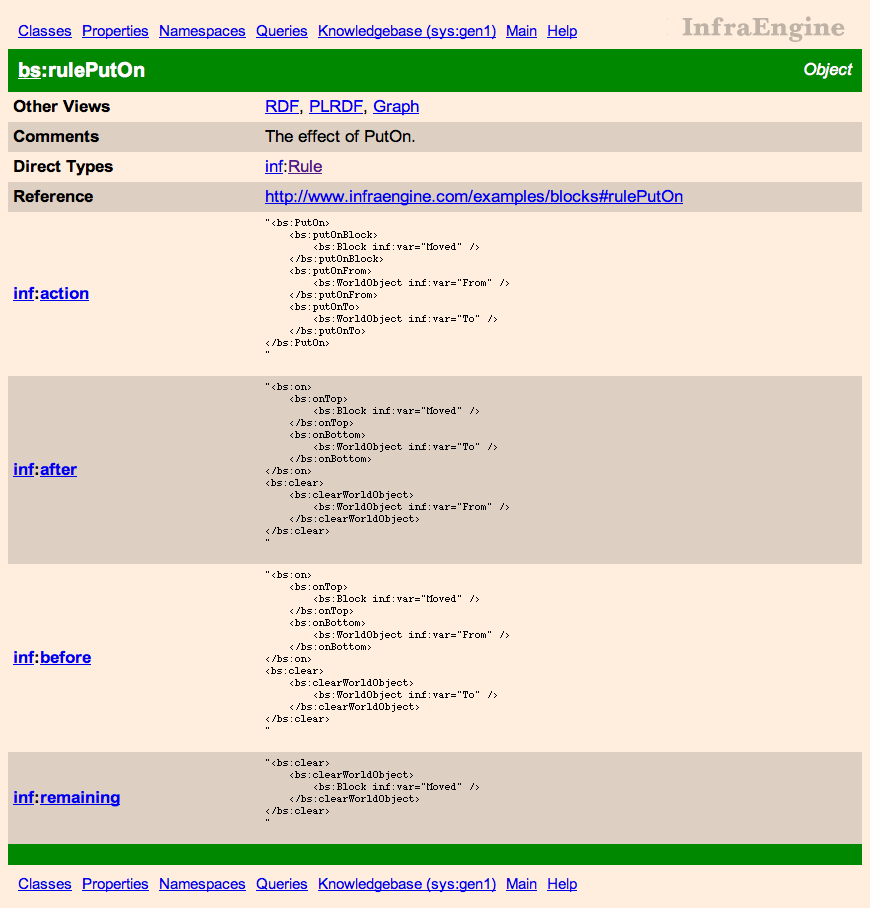 Classes Properties Namespaces Queries Knowledgebase (sys:gen1) Main Help InfraEngine
bs:rulePutOn Object
Other Views RDF, PLRDF, Graph
Comments The effect of PutOn.
Direct Types inf:Rule
Reference http://www.infraengine.com/examples/blocks#rulePutOn
inf:action
"<bs:PutOn>
    <bs:putOnBlock>
        <bs:Block inf:var="Moved" />
    </bs:putOnBlock>
    <bs:putOnFrom>
        <bs:WorldObject inf:var="From" />
    </bs:putOnFrom>
    <bs:putOnTo>
        <bs:WorldObject inf:var="To" />
    </bs:putOnTo>
</bs:PutOn>
"
inf:after
"<bs:on>
    <bs:onTop>
        <bs:Block inf:var="Moved" />
    </bs:onTop>
    <bs:onBottom>
        <bs:WorldObject inf:var="To" />
    </bs:onBottom>
</bs:on>
<bs:clear>
    <bs:clearWorldObject>
        <bs:WorldObject inf:var="From" />
    </bs:clearWorldObject>
</bs:clear>
"
inf:before
"<bs:on>
    <bs:onTop>
        <bs:Block inf:var="Moved" />
    </bs:onTop>
    <bs:onBottom>
        <bs:WorldObject inf:var="From" />
    </bs:onBottom>
</bs:on>
<bs:clear>
    <bs:clearWorldObject>
        <bs:WorldObject inf:var="To" />
    </bs:clearWorldObject>
</bs:clear>
"
inf:remaining
"<bs:clear>
    <bs:clearWorldObject>
        <bs:Block inf:var="Moved" />
    </bs:clearWorldObject>
</bs:clear>
"
Classes Properties Namespaces Queries Knowledgebase (sys:gen1) Main Help